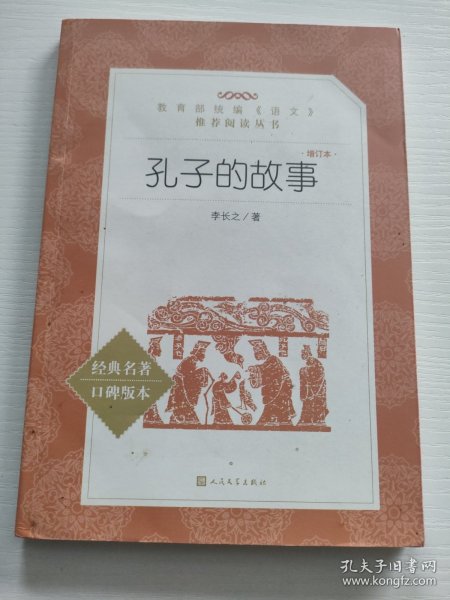 教育部统编《语文》
推荐阅读丛书
·增订本·
孔子的故事
李长之/著
经典名著
口碑版本
人民文学出版社
孔夫子旧书网
www.kongfz.com